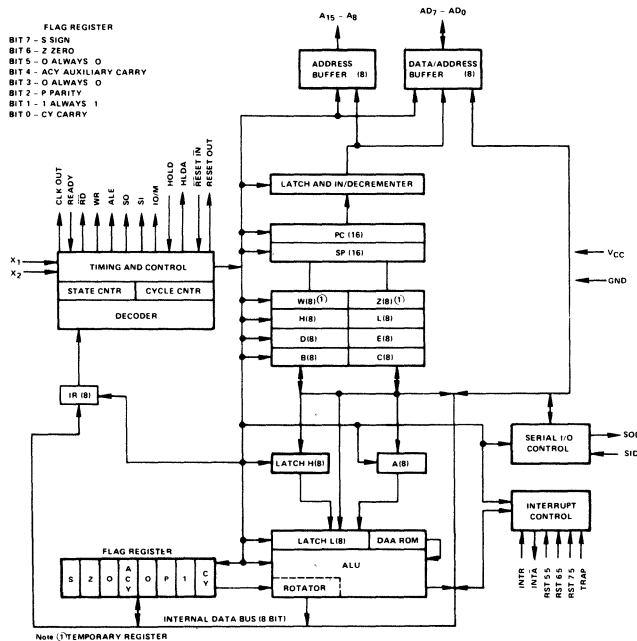 FLAG REGISTER
BIT 7 - S SIGN
BIT 6 - Z ZERO
BIT 5 - O ALWAYS O
BIT 4 - ACY AUXILIARY CARRY
BIT 3 - O ALWAYS O
BIT 2 - P PARITY
BIT 1 - 1 ALWAYS 1
BIT 0 - CY CARRY
A15 - A8
AD7 - AD0
ADDRESS
BUFFER (8)
DATA/ADDRESS
BUFFER (8)
CLK OUT
READY
RD
WR
ALE
SO
SI
IO/M
HOLD
HLDA
RESET IN
RESET OUT
LATCH AND IN/DECREMENTER
X1
X2
TIMING AND CONTROL
STATE CNTR
CYCLE CNTR
DECODER
PC (16)
SP (16)
VCC
GND
W(8)①
Z(8)①
H(8)
L(8)
D(8)
E(8)
B(8)
C(8)
IR (8)
SERIAL I/O
CONTROL
SOD
SID
LATCH H(8)
A(8)
INTERRUPT
CONTROL
INTR
INTA
RST 5.5
RST 6.5
RST 7.5
TRAP
LATCH L(8)
DAA ROM
ALU
ROTATOR
FLAG REGISTER
S Z O ACY O P 1 CY
INTERNAL DATA BUS (8 BIT)
Note ① TEMPORARY REGISTER